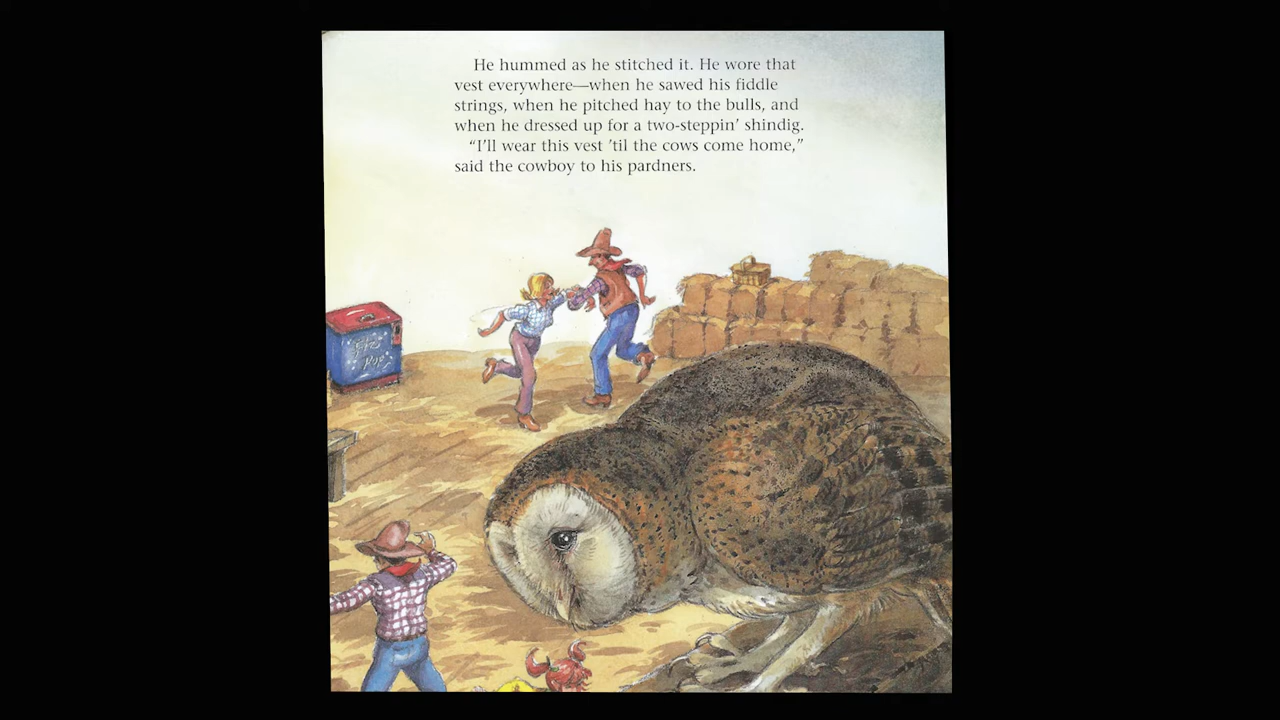 He hummed as he stitched it. He wore that
vest everywhere—when he sawed his fiddle
strings, when he pitched hay to the bulls, and
when he dressed up for a two-steppin’ shindig.
“I’ll wear this vest ’til the cows come home,”
said the cowboy to his pardners.
Pop